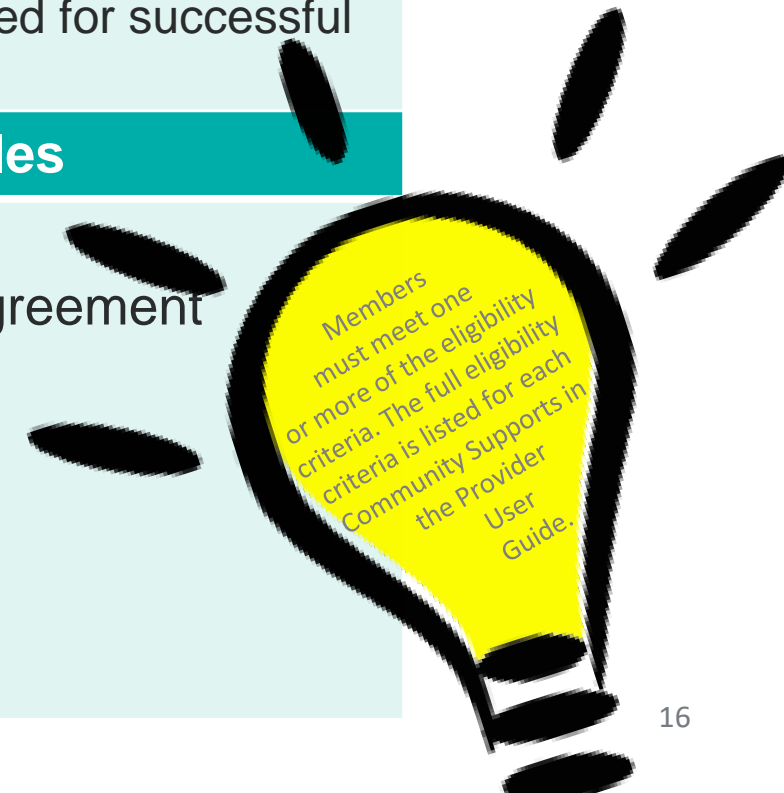 ed for successful
les
greement
Members
must meet one
or more of the eligibility
criteria. The full eligibility
criteria is listed for each
Community Supports in
the Provider
User
Guide.
16